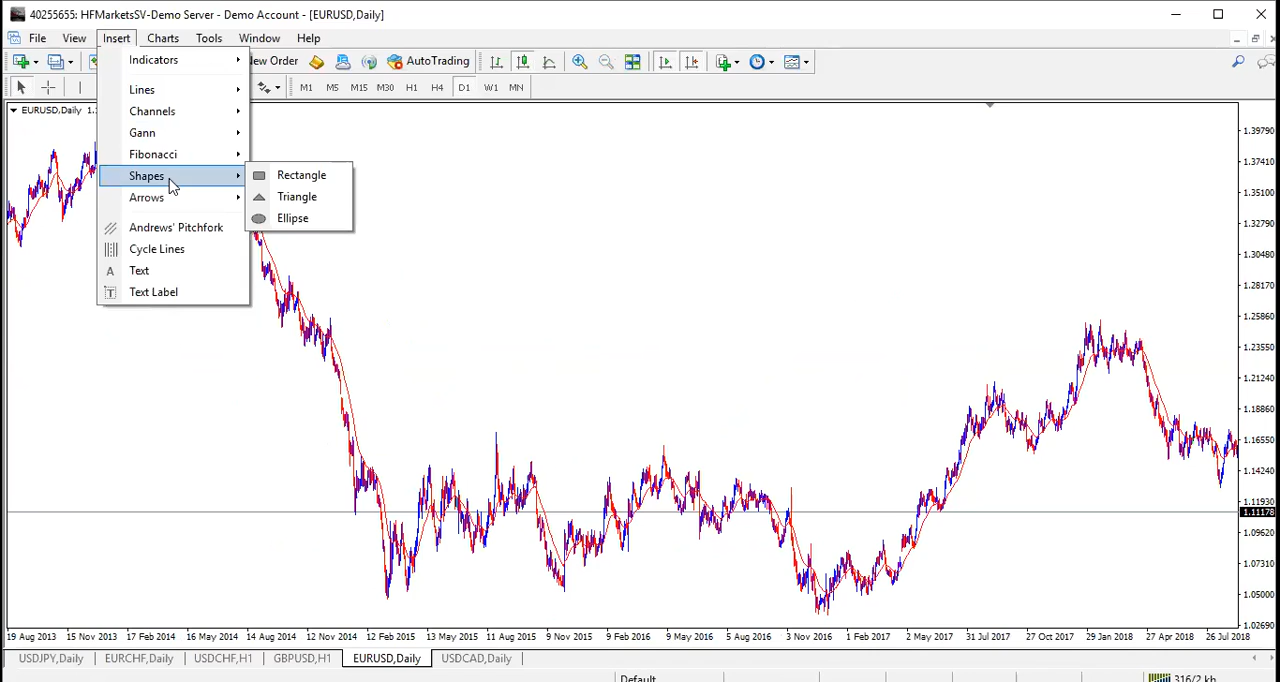 40255655: HFMarketsSV-Demo Server - Demo Account - [EURUSD,Daily]
File View Insert Charts Tools Window Help
New Order AutoTrading
M1 M5 M15 M30 H1 H4 D1 W1 MN
EURUSD,Daily
Indicators
Lines
Channels
Gann
Fibonacci
Shapes
Arrows
Andrews' Pitchfork
Cycle Lines
A Text
T Text Label
Rectangle
Triangle
Ellipse
1.39790
1.37410
1.35100
1.32790
1.30480
1.28170
1.25860
1.23550
1.21240
1.18860
1.16550
1.14240
1.11930
1.11178
1.09620
1.07310
1.05000
1.02690
19 Aug 2013 15 Nov 2013 17 Feb 2014 16 May 2014 14 Aug 2014 12 Nov 2014 12 Feb 2015 13 May 2015 11 Aug 2015 9 Nov 2015 9 Feb 2016 9 May 2016 5 Aug 2016 3 Nov 2016 1 Feb 2017 2 May 2017 31 Jul 2017 27 Oct 2017 29 Jan 2018 27 Apr 2018 26 Jul 2018
USDJPY,Daily EURCHF,Daily USDCHF,H1 GBPUSD,H1 EURUSD,Daily USDCAD,Daily
Default 316/2 kb